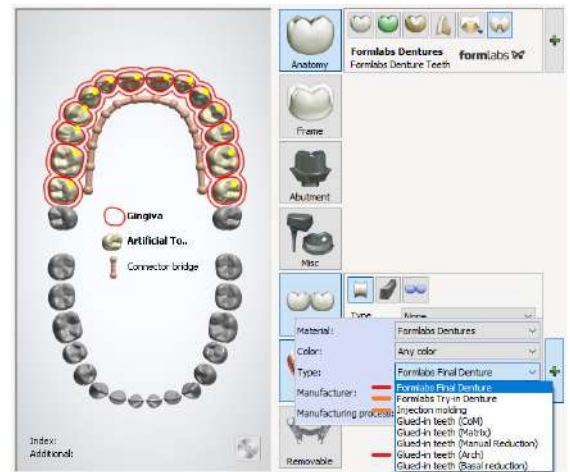 Gingiva
Artificial To..
Connector bridge
Index:
Additional:
Anatomy
Formlabs Dentures
Formlabs Denture Teeth
formlabs
Frame
Abutment
Misc
Type
None
Material:
Formlabs Dentures
Color:
Any color
Type:
Formlabs Final Denture
Manufacturer:
Manufacturing process
Formlabs Final Denture
Formlabs Try-in Denture
Injection molding
Glued-in teeth (CoM)
Glued-in teeth (Matrix)
Glued-in teeth (Manual Reduction)
Glued-in teeth (Arch)
Glued-in teeth (Basal reduction)
Removable